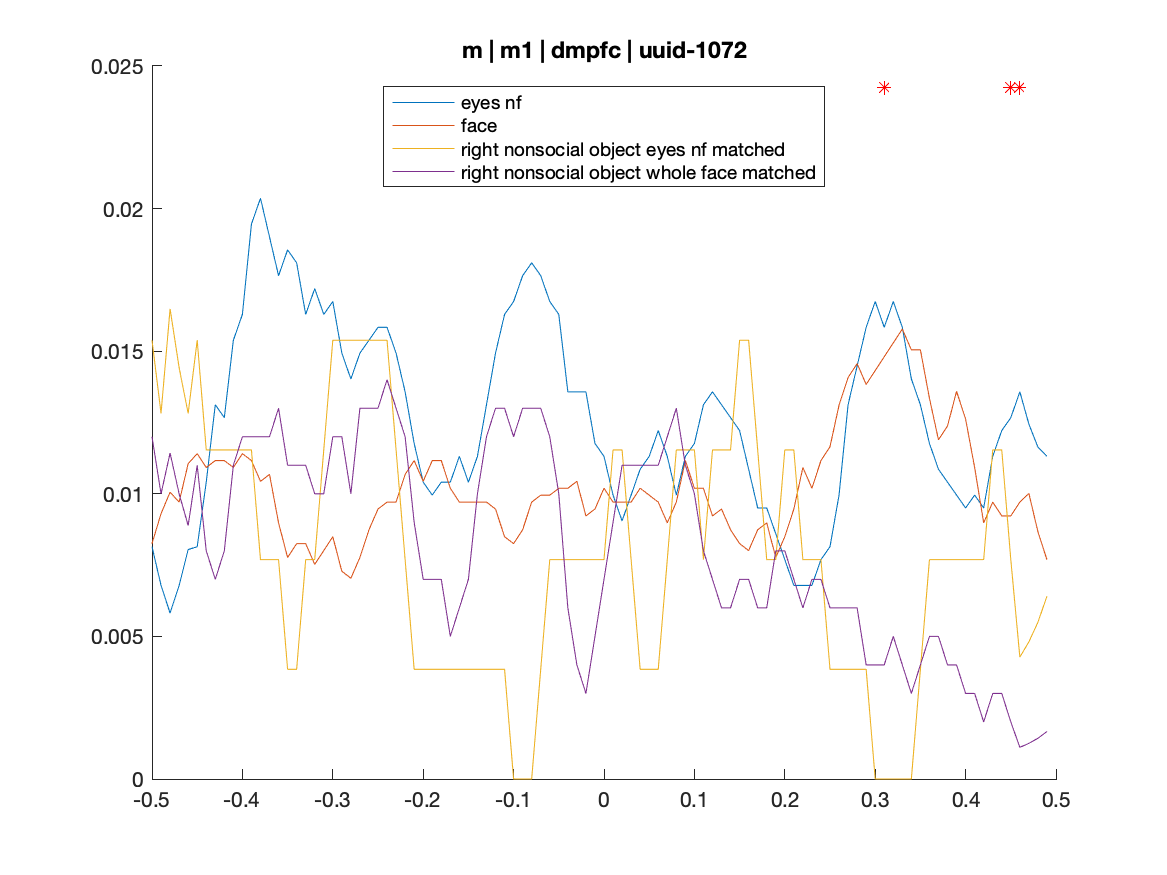 m | m1 | dmpfc | uuid-1072
0.025
0.02
0.015
0.01
0.005
0
eyes nf
face
right nonsocial object eyes nf matched
right nonsocial object whole face matched
-0.5 -0.4 -0.3 -0.2 -0.1 0 0.1 0.2 0.3 0.4 0.5